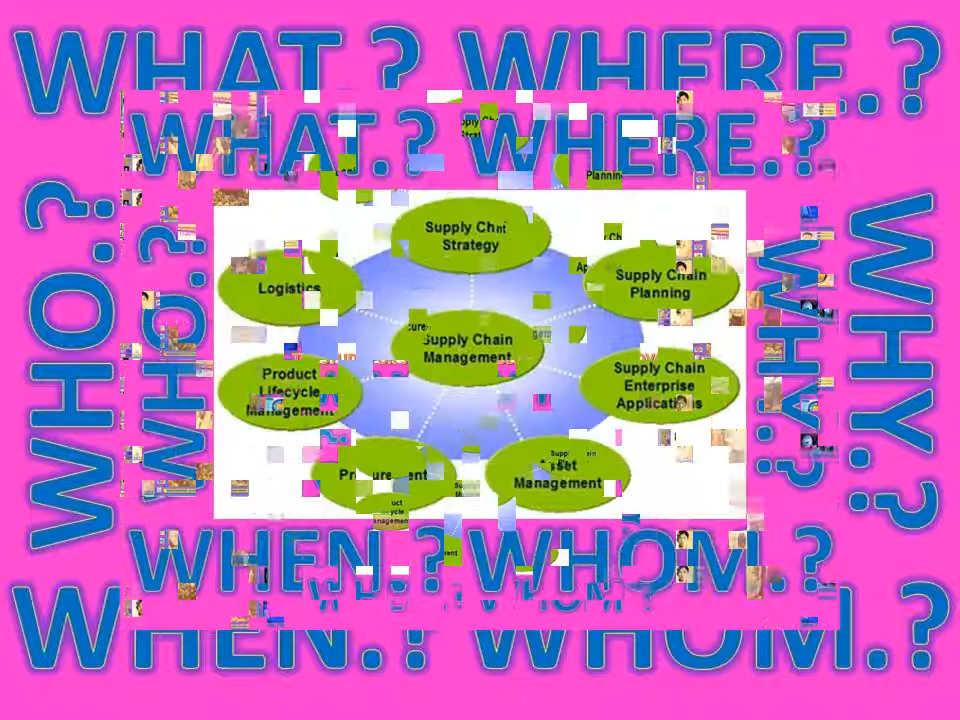 WHAT.? WHERE.?
WHAT.? WHERE.?
WHO.?
WHO.?
WHY.?
WHY.?
Supply Chain
Strategy
Logistics
Supply Chain
Planning
Supply Chain
Management
Product
Lifecycle
Management
Supply Chain
Enterprise
Applications
Procurement
Asset
Management
WHEN.? WHOM.?
WHEN.? WHOM.?